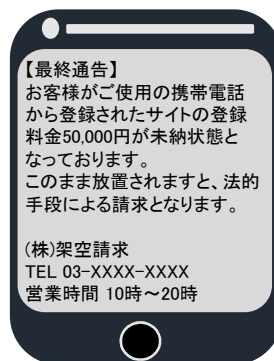 【最終通告】
お客様がご使用の携帯電話
から登録されたサイトの登録
料金50,000円が未納状態と
なっております。
このまま放置されますと、法的
手段による請求となります。
(株)架空請求
TEL 03-XXXX-XXXX
営業時間 10時～20時